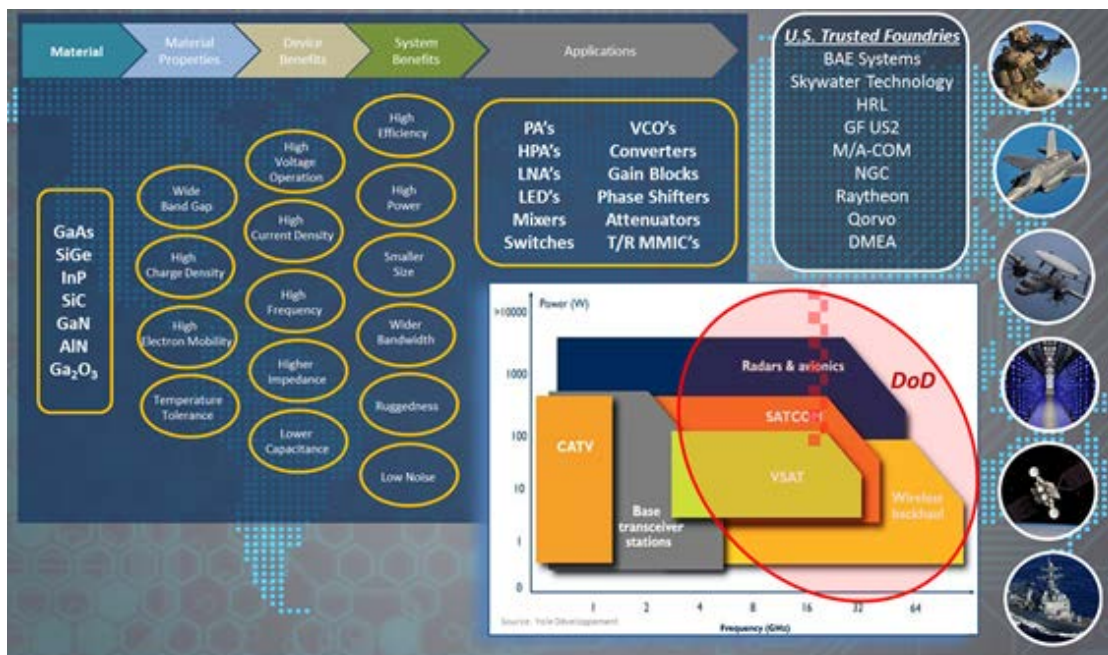 Material
Material
Properties
Device
Benefits
System
Benefits
Applications
GaAs
SiGe
InP
SiC
GaN
AlN
Ga₂O₃
Wide
Band Gap
High
Charge Density
High
Electron Mobility
Temperature
Tolerance
High
Voltage
Operation
High
Current Density
High
Frequency
Higher
Impedance
Lower
Capacitance
High
Efficiency
High
Power
Smaller
Size
Wider
Bandwidth
Ruggedness
Low Noise
PA's
HPA's
LNA's
LED's
Mixers
Switches
VCO's
Converters
Gain Blocks
Phase Shifters
Attenuators
T/R MMIC's
U.S. Trusted Foundries
BAE Systems
Skywater Technology
HRL
GF US2
M/A-COM
NGC
Raytheon
Qorvo
DMEA
Power (W)
>10000
1000
100
10
1
0
Radars & avionics
DoD
SATCOM
CATV
VSAT
Base
transceiver
stations
Wireless
backhaul
1 2 4 8 16 32 64
Source: Yole Développement
Frequency (GHz)